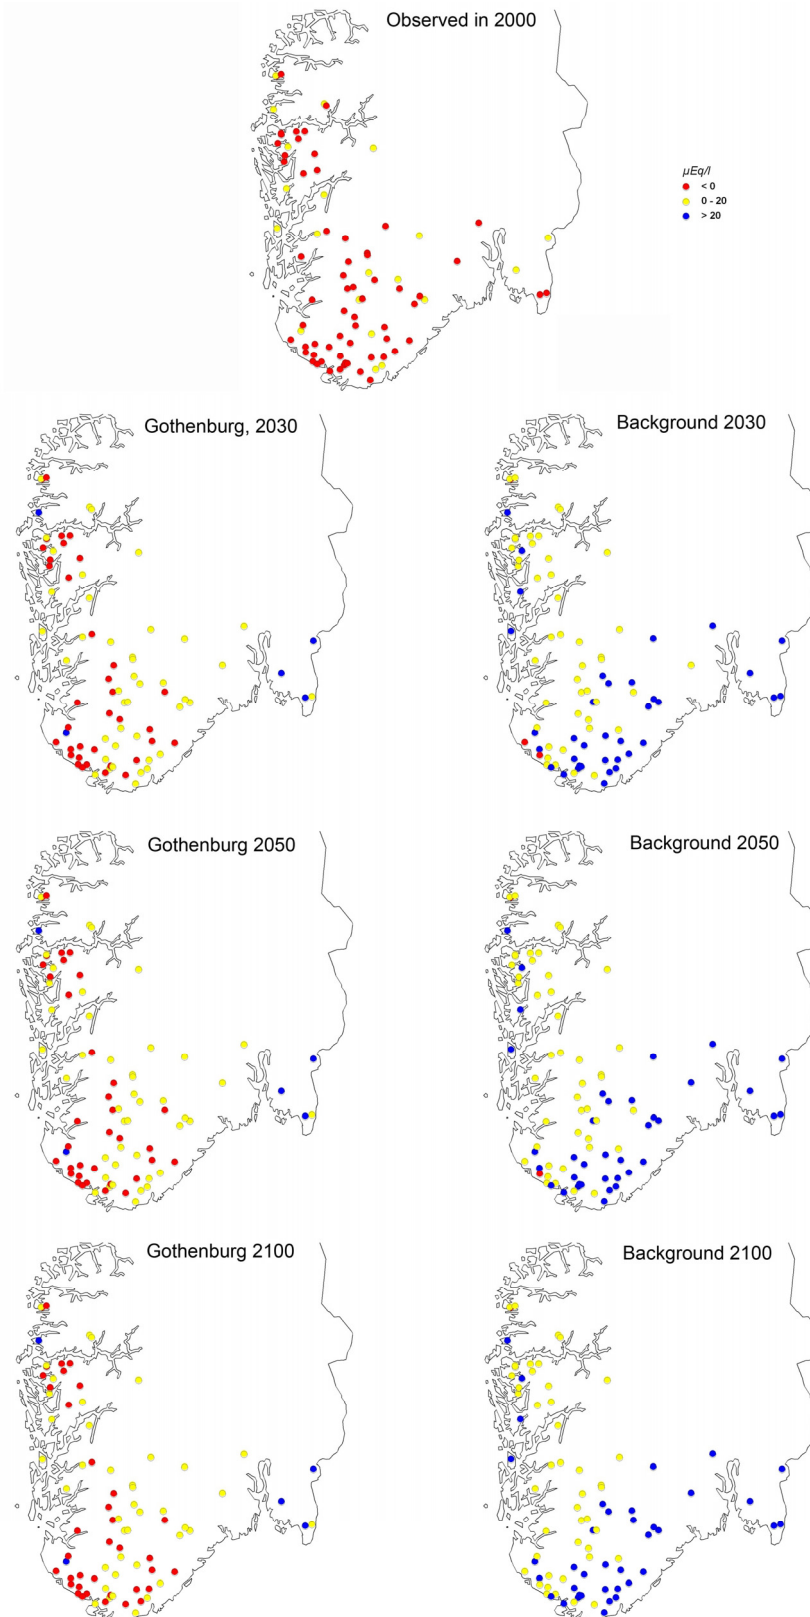 Observed in 2000
µEq/l
< 0
0 - 20
> 20
Gothenburg, 2030
Background 2030
Gothenburg 2050
Background 2050
Gothenburg 2100
Background 2100